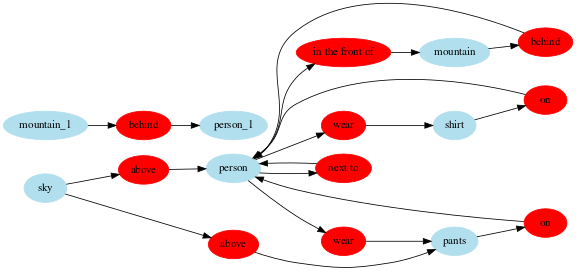 behind
in the front of
mountain
on
mountain_1
behind
person_1
wear
shirt
above
person
next to
sky
on
above
wear
pants